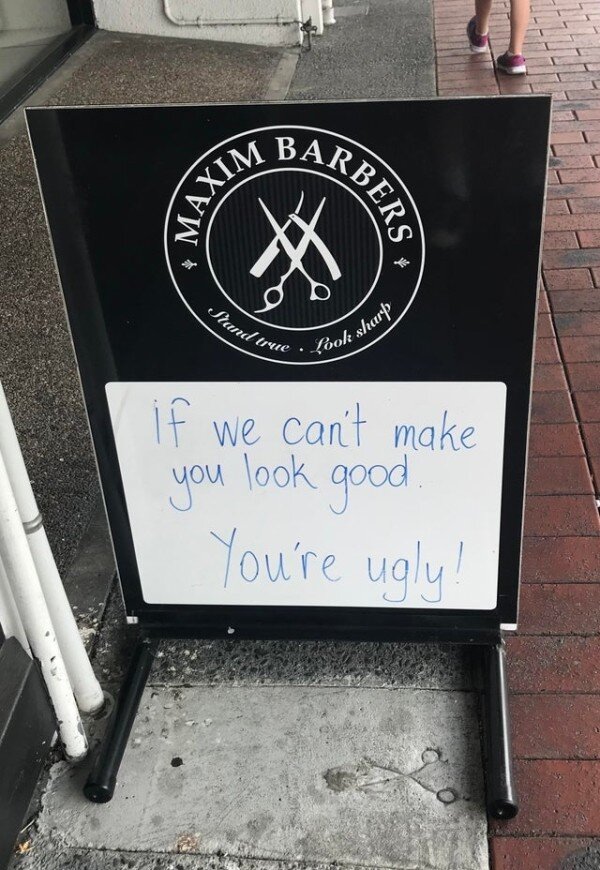 MAXIM BARBERS
Stand true · Look sharp
If we can't make
you look good.
You're ugly!